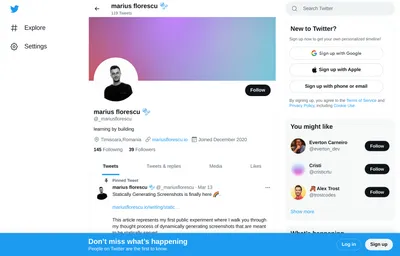 marius florescu
115 Tweets
Search Twitter
Explore
Settings
New to Twitter?
Sign up now to get your own personalized timeline!
Sign up with Google
Sign up with Apple
Sign up with phone or email
By signing up, you agree to the Terms of Service and
Privacy Policy, including Cookie Use.
Follow
marius florescu
@_mariusflorescu
learning by building
Timisoara,Romania mariusflorescu.ro Joined December 2020
145 Following 39 Followers
Tweets Tweets & replies Media Likes
Pinned Tweet
marius florescu @_mariusflorescu · Mar 13
Statically Generating Screenshots is finally here
mariusflorescu.ro/writing/static...
This article represents my first public experiment where I walk you through
my thought process of dynamically generating screenshots that are meant
You might like
Everton Carneiro
@everton_dev
Follow
Cristi
Follow
Alex Trost
@trostcodes
Follow
Show more
What's happening
Don't miss what's happening
People on Twitter are the first to know.
Log in
Sign up